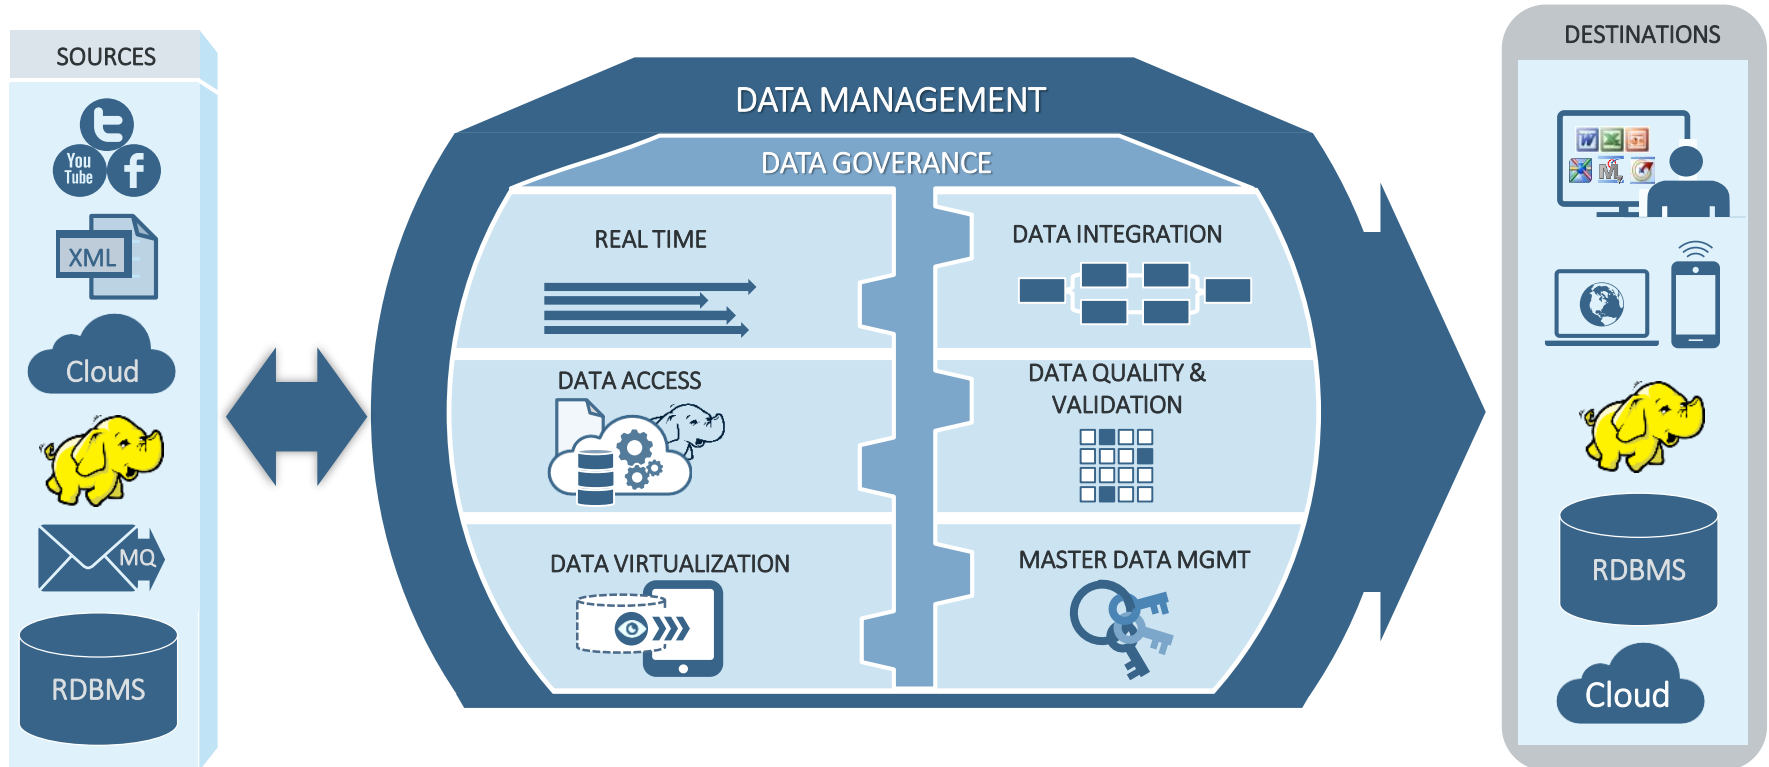 SOURCES
You
Tube
XML
Cloud
MQ
RDBMS
DATA MANAGEMENT
DATA GOVERANCE
REAL TIME
DATA INTEGRATION
DATA ACCESS
DATA QUALITY &
VALIDATION
DATA VIRTUALIZATION
MASTER DATA MGMT
DESTINATIONS
RDBMS
Cloud